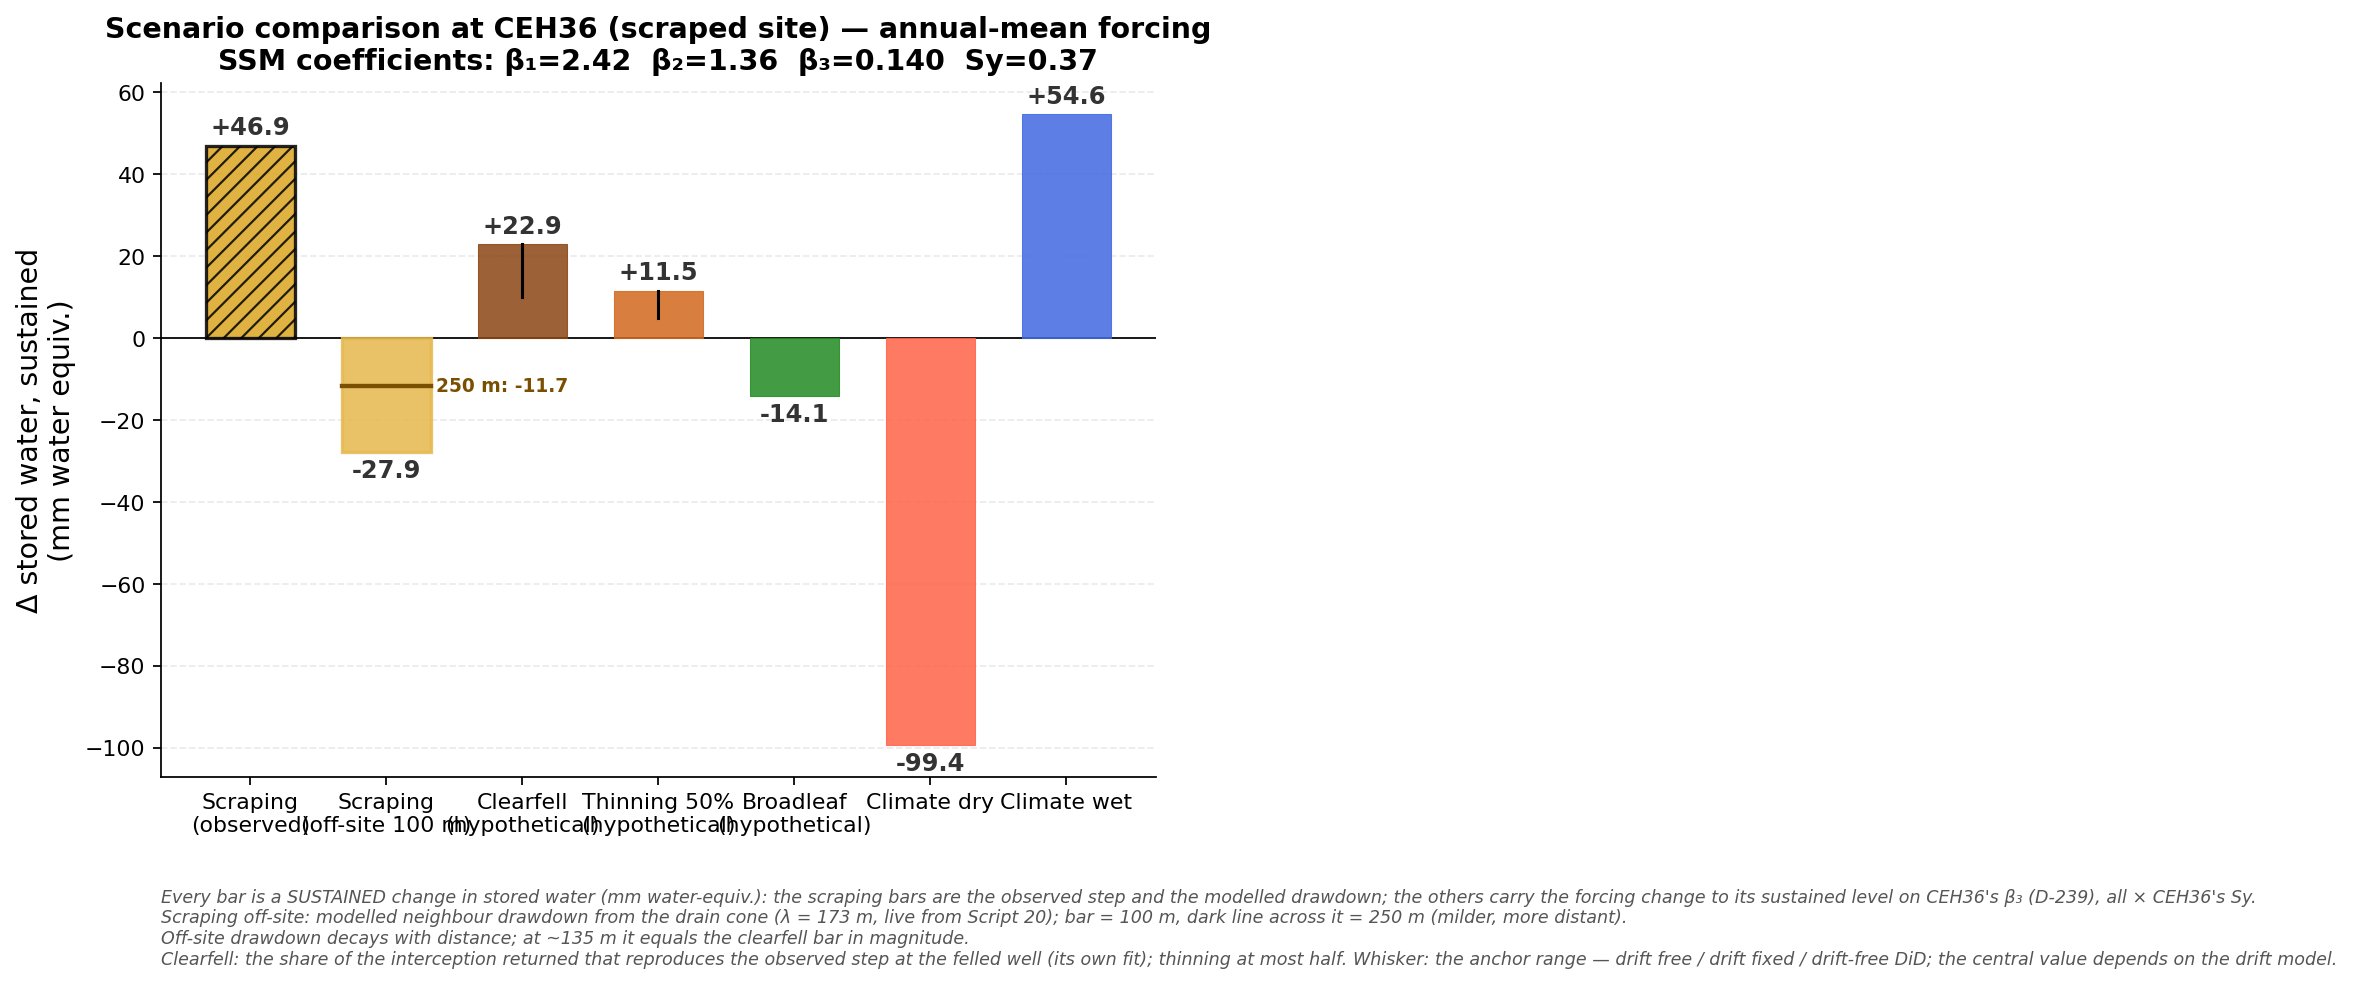 Scenario comparison at CEH36 (scraped site) — annual-mean forcing
SSM coefficients: β₁=2.42  β₂=1.36  β₃=0.140  Sy=0.37
Δ stored water, sustained
(mm water equiv.)
60
40
20
0
−20
−40
−60
−80
−100
+46.9
-27.9
250 m: -11.7
+22.9
+11.5
-14.1
-99.4
+54.6
Scraping
(observed)
Scraping
(off-site 100 m)
Clearfell
(hypothetical)
Thinning 50%
(hypothetical)
Broadleaf
(hypothetical)
Climate dry
Climate wet
Every bar is a SUSTAINED change in stored water (mm water-equiv.): the scraping bars are the observed step and the modelled drawdown; the others carry the forcing change to its sustained level on CEH36's β₃ (D-239), all × CEH36's Sy.
Scraping off-site: modelled neighbour drawdown from the drain cone (λ = 173 m, live from Script 20); bar = 100 m, dark line across it = 250 m (milder, more distant).
Off-site drawdown decays with distance; at ~135 m it equals the clearfell bar in magnitude.
Clearfell: the share of the interception returned that reproduces the observed step at the felled well (its own fit); thinning at most half. Whisker: the anchor range — drift free / drift fixed / drift-free DiD; the central value depends on the drift model.